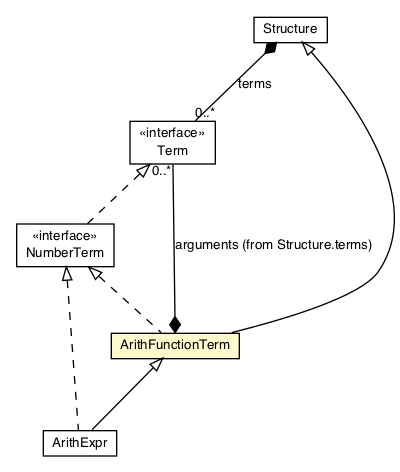 Structure
terms
0..*
«interface»
Term
0..*
«interface»
NumberTerm
arguments (from Structure.terms)
ArithFunctionTerm
ArithExpr